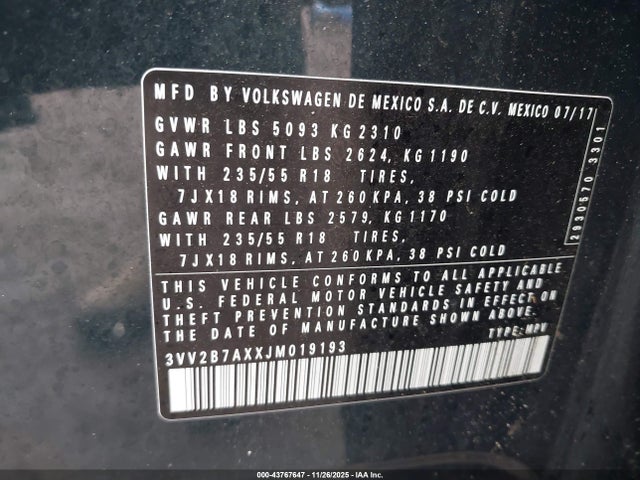 MFD BY VOLKSWAGEN DE MEXICO S.A. DE C.V. MEXICO 07/17
GVWR LBS 5093 KG 2310
GAWR FRONT LBS 2624, KG 1190
WITH 235/55 R18 TIRES,
7JX18 RIMS, AT 260 KPA, 38 PSI COLD
GAWR REAR LBS 2579, KG 1170
WITH 235/55 R18 TIRES,
7JX18 RIMS, AT 260 KPA, 38 PSI COLD
THIS VEHICLE CONFORMS TO ALL APPLICABLE
U.S. FEDERAL MOTOR VEHICLE SAFETY AND
THEFT PREVENTION STANDARDS IN EFFECT ON
THE DATE OF MANUFACTURE SHOWN ABOVE.
3VV2B7AXXJM019193
TYPE: MPV
2930570 3301
000-43767647 - 11/26/2025 - IAA Inc.